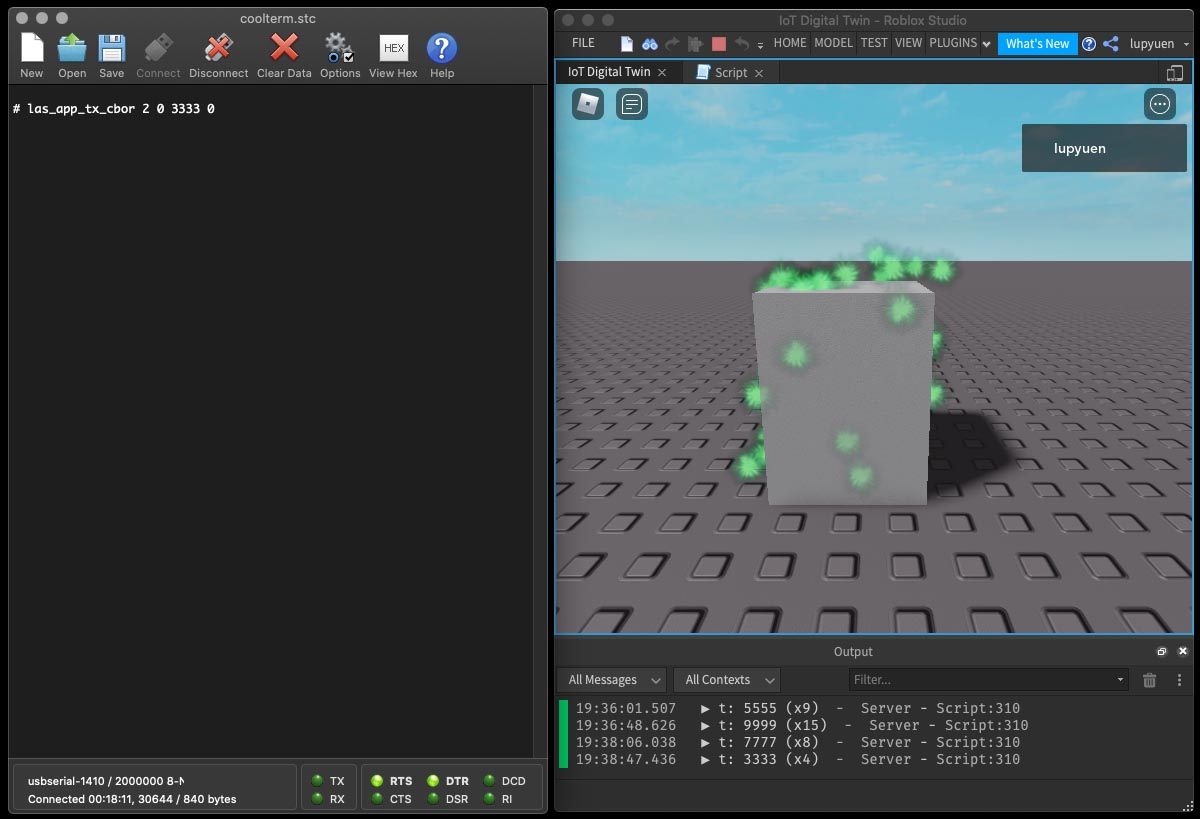 coolterm.stc
New Open Save Connect Disconnect Clear Data Options HEX View Hex ? Help
# las_app_tx_cbor 2 0 3333 0
usbserial-1410 / 2000000 8-N
Connected 00:18:11, 30644 / 840 bytes
TX RTS DTR DCD
RX CTS DSR RI
IoT Digital Twin - Roblox Studio
FILE HOME MODEL TEST VIEW PLUGINS What's New ? lupyuen
IoT Digital Twin × Script ×
lupyuen
Output
All Messages All Contexts Filter...
19:36:01.507 ▶ t: 5555 (x9) - Server - Script:310
19:36:48.626 ▶ t: 9999 (x15) - Server - Script:310
19:38:06.038 ▶ t: 7777 (x8) - Server - Script:310
19:38:47.436 ▶ t: 3333 (x4) - Server - Script:310